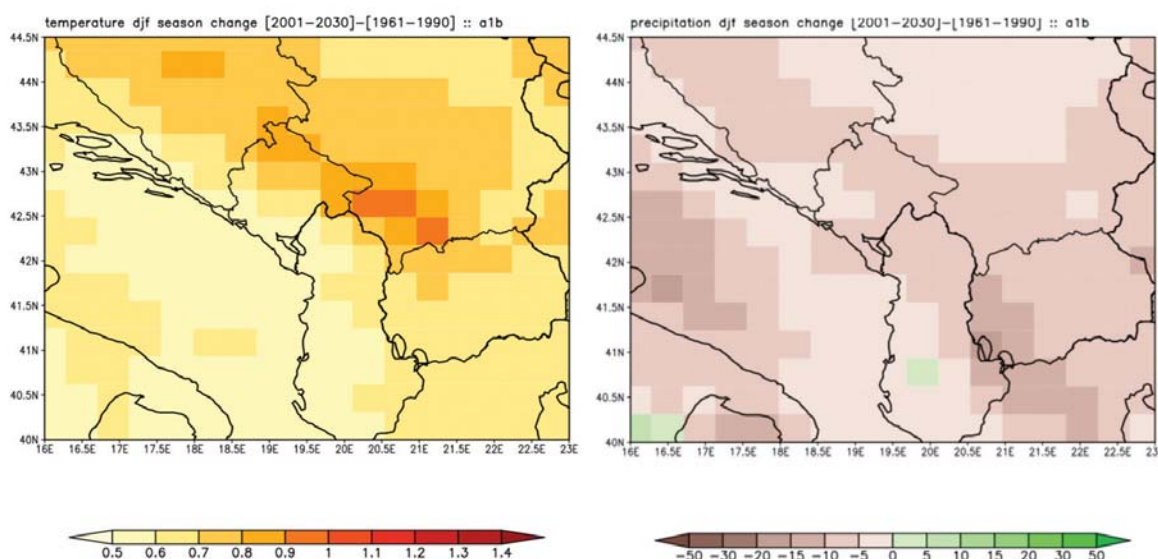 temperature djf season change [2001−2030]−[1961−1990] :: a1b
44.5N
44N
43.5N
43N
42.5N
42N
41.5N
41N
40.5N
40N
16E 16.5E 17E 17.5E 18E 18.5E 19E 19.5E 20E 20.5E 21E 21.5E 22E 22.5E 23E
0.5 0.6 0.7 0.8 0.9 1 1.1 1.2 1.3 1.4
precipitation djf season change [2001−2030]−[1961−1990] :: a1b
44.5N
44N
43.5N
43N
42.5N
42N
41.5N
41N
40.5N
40N
16E 16.5E 17E 17.5E 18E 18.5E 19E 19.5E 20E 20.5E 21E 21.5E 22E 22.5E 23E
−50 −30 −20 −15 −10 −5 0 5 10 15 20 30 50